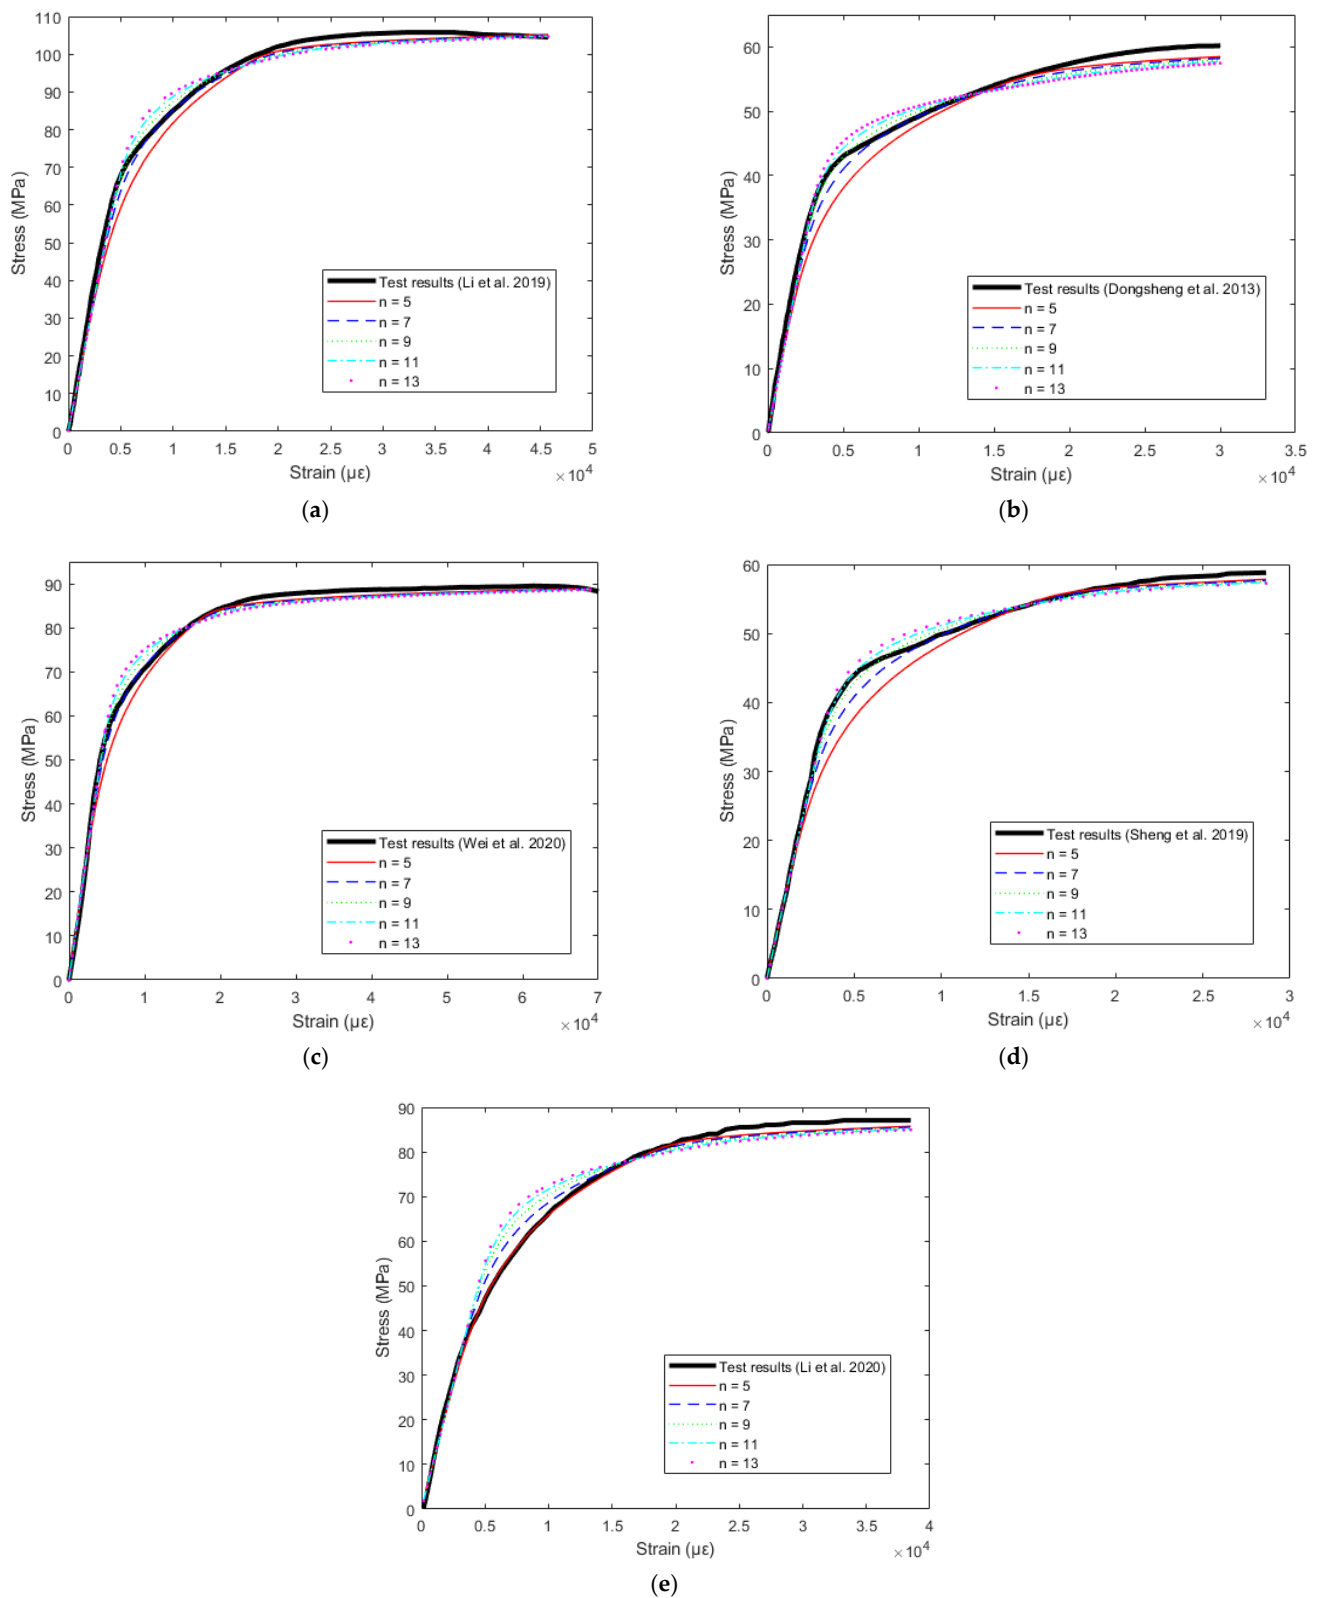 110
100
90
80
70
60
50
40
30
20
10
0
Stress (MPa)
Test results (Li et al. 2019)
n = 5
n = 7
n = 9
n = 11
n = 13
0 0.5 1 1.5 2 2.5 3 3.5 4 4.5 5
Strain (με)
×10⁴
(a)
60
50
40
30
20
10
0
Stress (MPa)
Test results (Dongsheng et al. 2013)
n = 5
n = 7
n = 9
n = 11
n = 13
0 0.5 1 1.5 2 2.5 3 3.5
Strain (με)
×10⁴
(b)
90
80
70
60
50
40
30
20
10
0
Stress (MPa)
Test results (Wei et al. 2020)
n = 5
n = 7
n = 9
n = 11
n = 13
0 1 2 3 4 5 6 7
Strain (με)
×10⁴
(c)
60
50
40
30
20
10
0
Stress (MPa)
Test results (Sheng et al. 2019)
n = 5
n = 7
n = 9
n = 11
n = 13
0 0.5 1 1.5 2 2.5 3
Strain (με)
×10⁴
(d)
90
80
70
60
50
40
30
20
10
0
Stress (MPa)
Test results (Li et al. 2020)
n = 5
n = 7
n = 9
n = 11
n = 13
0 0.5 1 1.5 2 2.5 3 3.5 4
Strain (με)
×10⁴
(e)